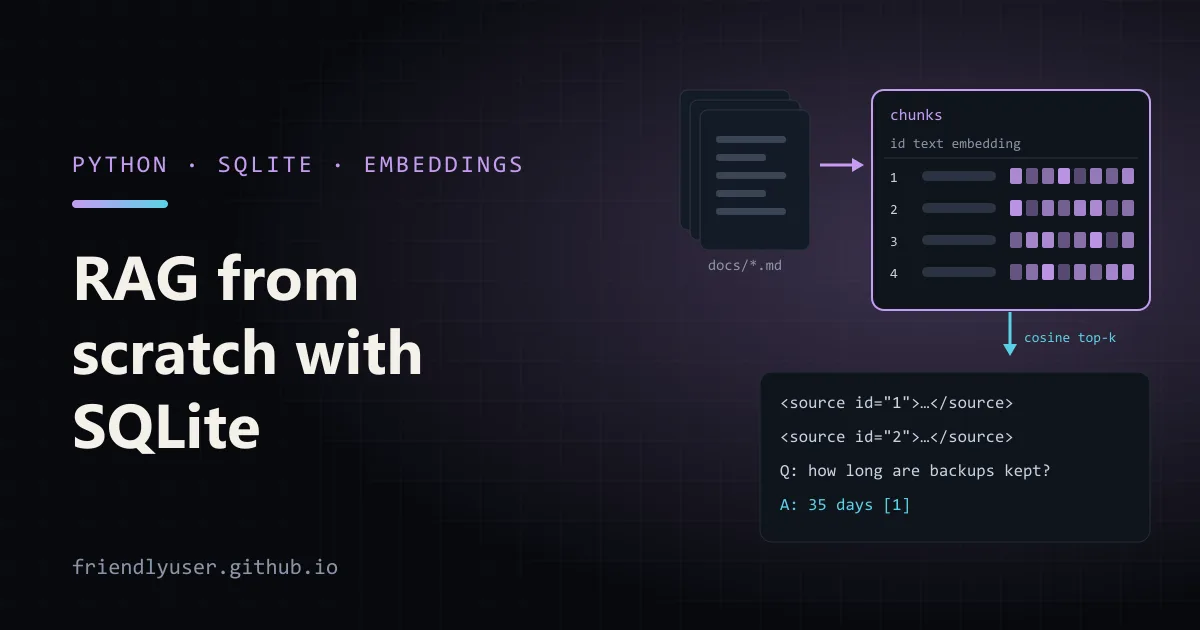 PYTHON · SQLITE · EMBEDDINGS
RAG from
scratch with
SQLite
friendlyuser.github.io
docs/*.md
chunks
id text embedding
1
2
3
4
cosine top-k
<source id="1">…</source>
<source id="2">…</source>
Q: how long are backups kept?
A: 35 days [1]